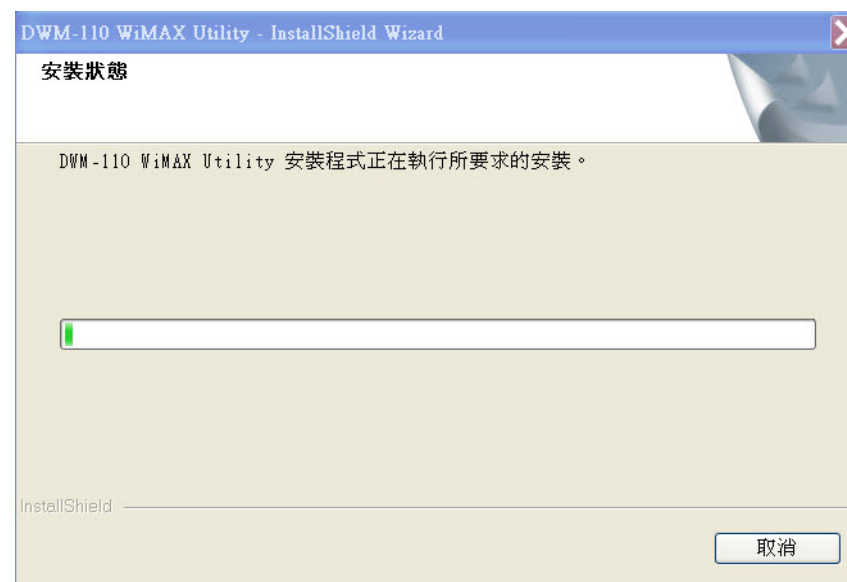 DWM-110 WiMAX Utility - InstallShield Wizard
安裝狀態
DWM-110 WiMAX Utility 安裝程式正在執行所要求的安裝。
InstallShield
取消